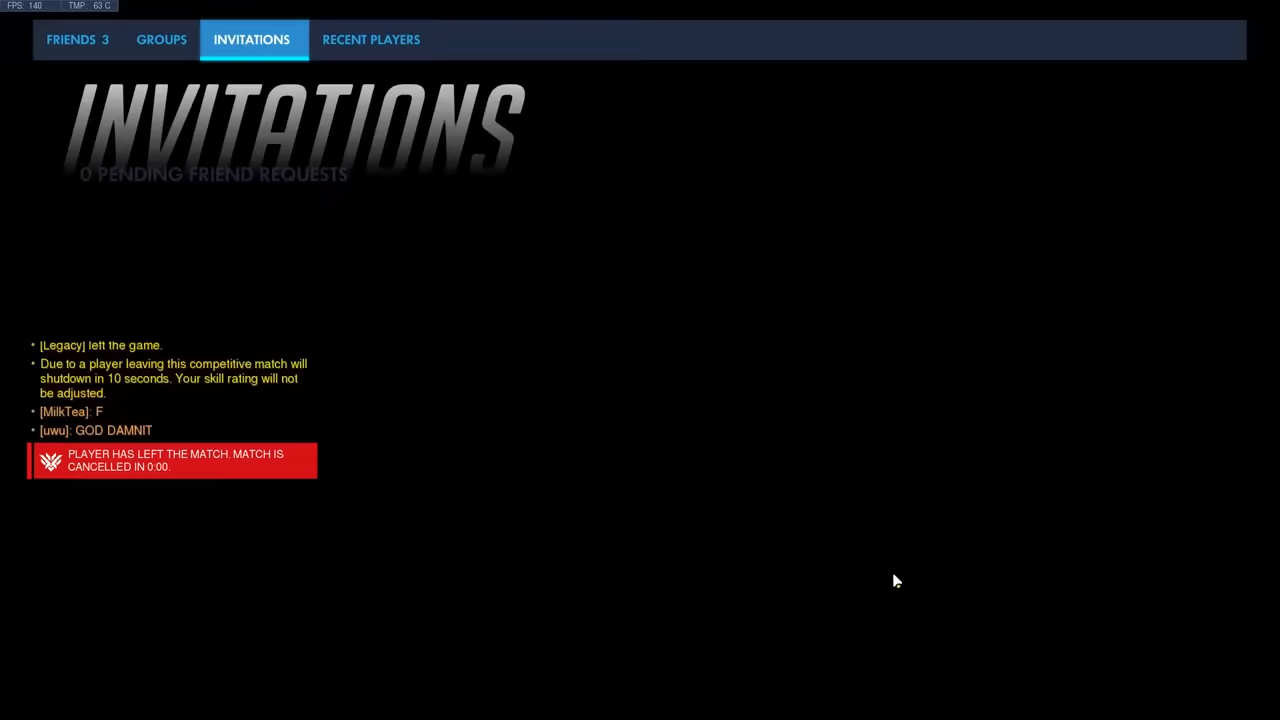 FPS: 140 TMP: 63 C
FRIENDS 3 GROUPS INVITATIONS RECENT PLAYERS
INVITATIONS
0 PENDING FRIEND REQUESTS
• [Legacy] left the game.
• Due to a player leaving this competitive match will
shutdown in 10 seconds. Your skill rating will not
be adjusted.
• [MilkTea]: F
• [uwu]: GOD DAMNIT
PLAYER HAS LEFT THE MATCH. MATCH IS
CANCELLED IN 0:00.